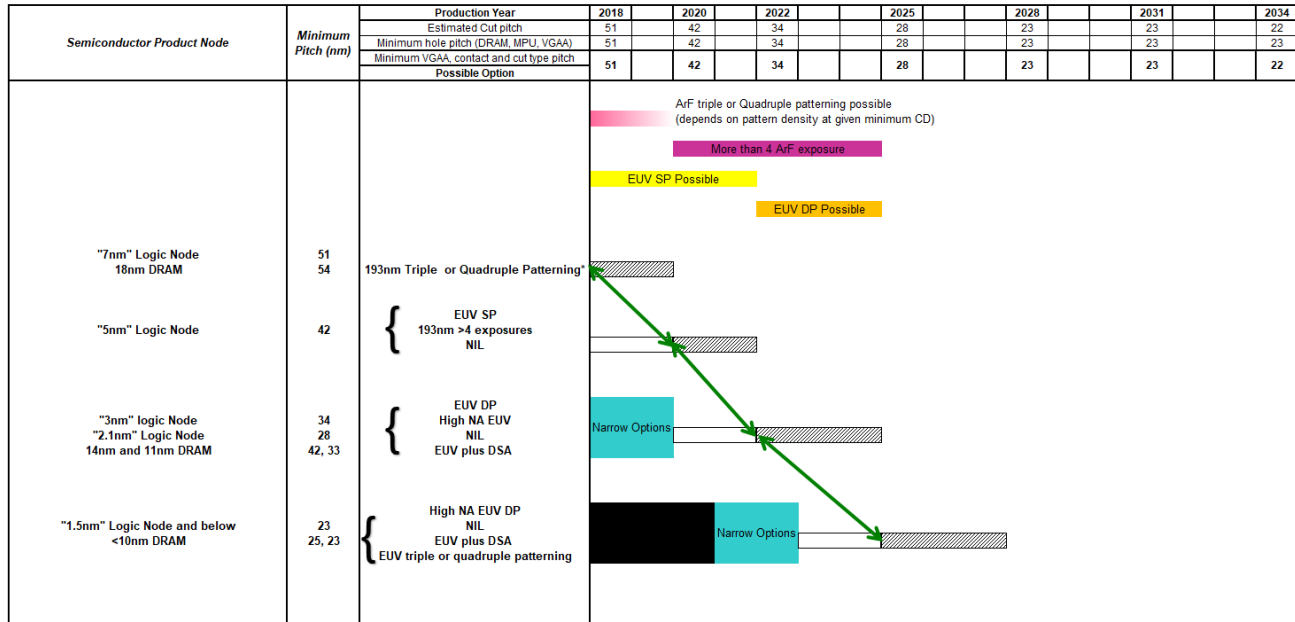 Semiconductor Product Node
Minimum
Pitch (nm)
Production Year 2018 2020 2022 2025 2028 2031 2034
Estimated Cut pitch 51 42 34 28 23 23 22
Minimum hole pitch (DRAM, MPU, VGAA) 51 42 34 28 23 23 23
Minimum VGAA, contact and cut type pitch 51 42 34 28 23 23 22
Possible Option
ArF triple or Quadruple patterning possible
(depends on pattern density at given minimum CD)
More than 4 ArF exposure
EUV SP Possible
EUV DP Possible
"7nm" Logic Node 51
18nm DRAM 54 193nm Triple or Quadruple Patterning*
EUV SP
"5nm" Logic Node 42 { 193nm >4 exposures
NIL
EUV DP
"3nm" logic Node 34 { High NA EUV Narrow Options
"2.1nm" Logic Node 28 NIL
14nm and 11nm DRAM 42, 33 EUV plus DSA
High NA EUV DP
"1.5nm" Logic Node and below 23 { NIL Narrow Options
<10nm DRAM 25, 23 EUV plus DSA
EUV triple or quadruple patterning